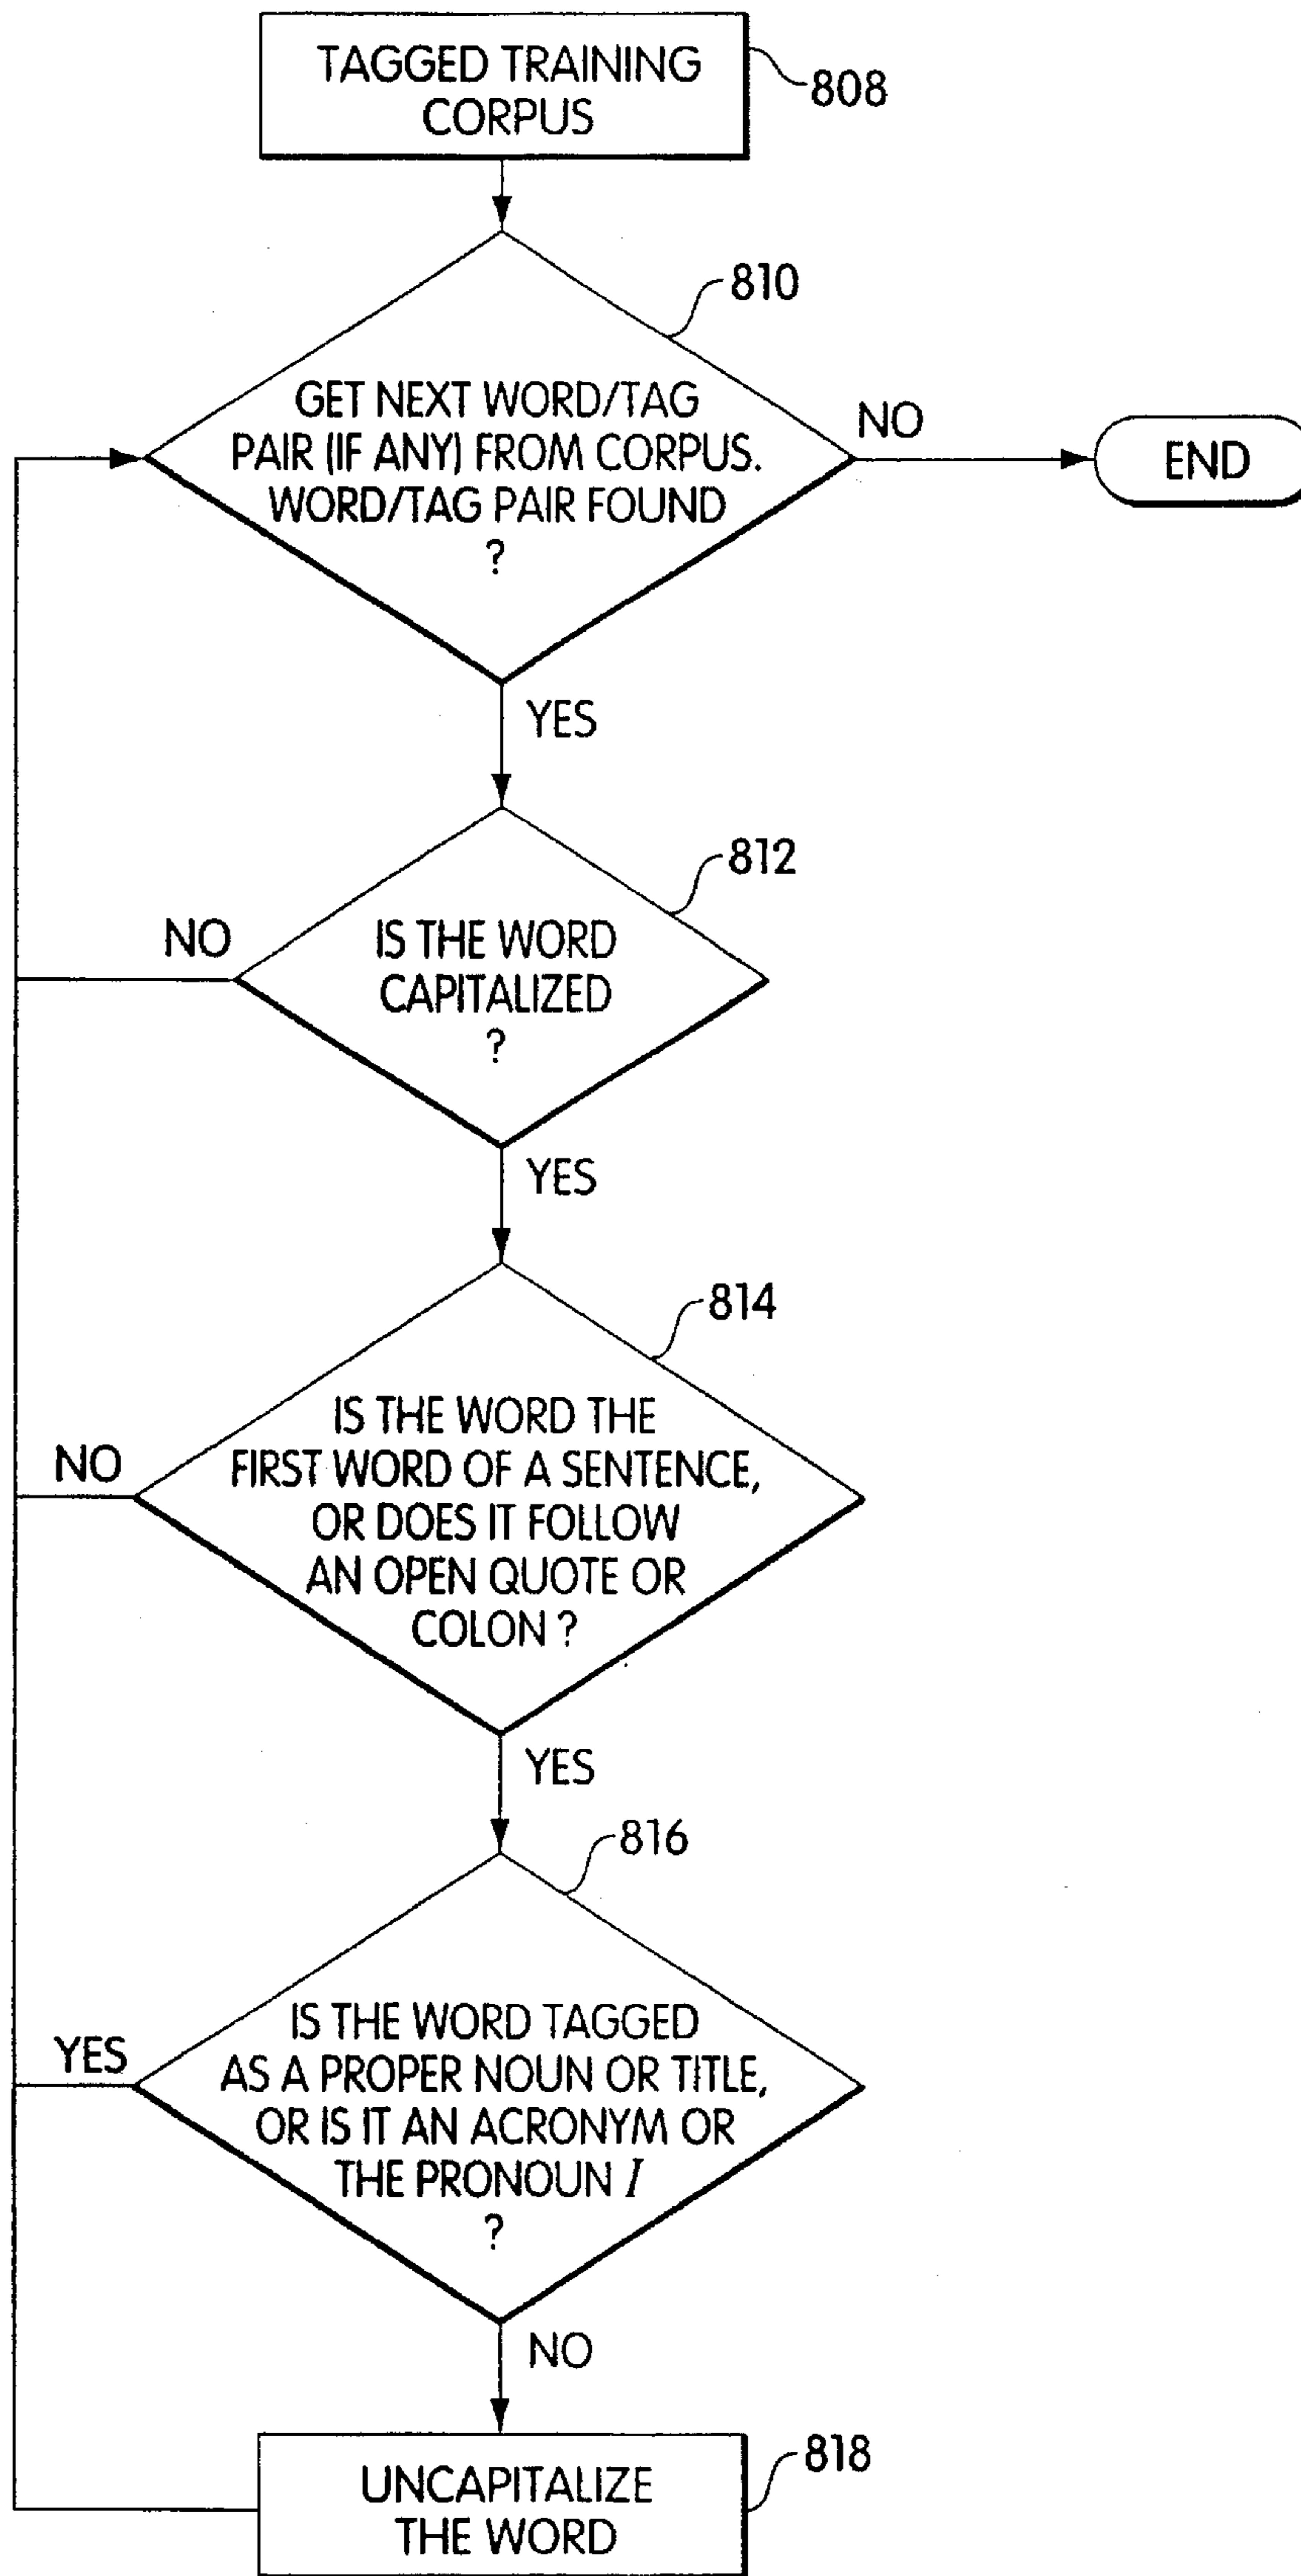 TAGGED TRAINING
CORPUS
808
810
GET NEXT WORD/TAG
PAIR (IF ANY) FROM CORPUS.
WORD/TAG PAIR FOUND
?
NO
END
YES
812
NO
IS THE WORD
CAPITALIZED
?
YES
814
NO
IS THE WORD THE
FIRST WORD OF A SENTENCE,
OR DOES IT FOLLOW
AN OPEN QUOTE OR
COLON ?
YES
816
YES
IS THE WORD TAGGED
AS A PROPER NOUN OR TITLE,
OR IS IT AN ACRONYM OR
THE PRONOUN I
?
NO
818
UNCAPITALIZE
THE WORD